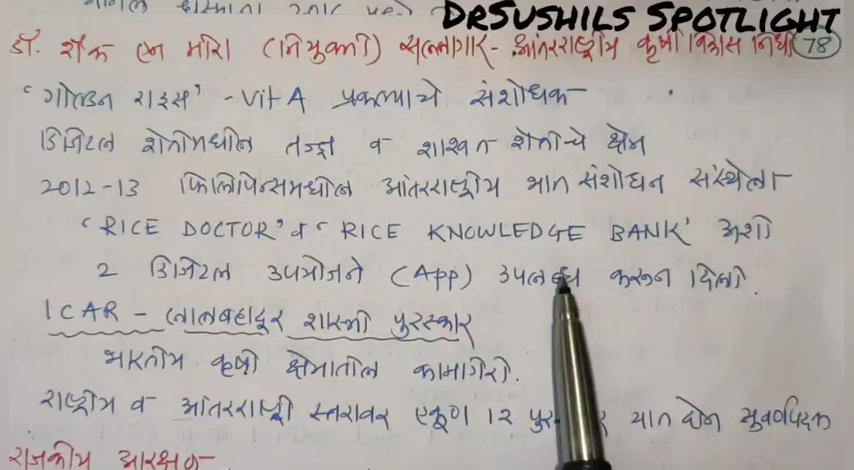 DRSUSHILS SPOTLIGHT
डॉ. शैक एन मीरा (नियुक्ती) सल्लागार - आंतरराष्ट्रीय कृषी विकास निधी 78
'गोल्डन राइस' - Vit A प्रकल्पाचे संशोधक
डिजिटल शेतीमधील तज्ज्ञ व शाश्वत शेतीचे क्षेत्र
2012-13 फिलिपिन्समधील आंतरराष्ट्रीय भात संशोधन संस्थेला
'RICE DOCTOR' व 'RICE KNOWLEDGE BANK' अशी
2 डिजिटल उपयोजने (App) उपलब्ध करून दिली.
ICAR - लालबहादूर शास्त्री पुरस्कार
भारतीय कृषी क्षेत्रातील कामगिरी.
राष्ट्रीय व आंतरराष्ट्री स्तरावर एकूण 12 यात दोन सुवर्णपदक
राजकीय आरक्षण